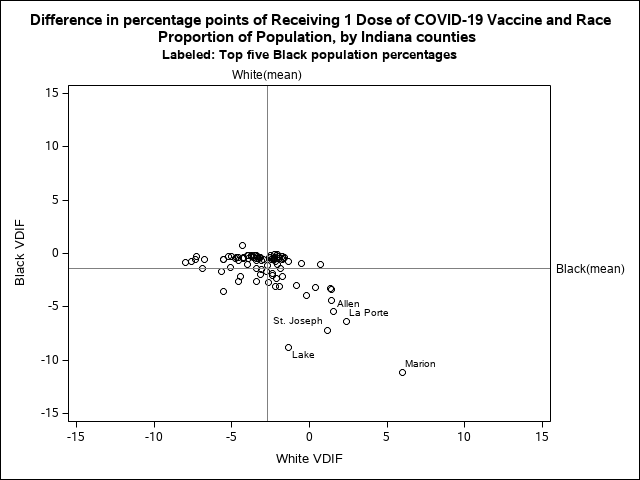 Difference in percentage points of Receiving 1 Dose of COVID-19 Vaccine and Race
Proportion of Population, by Indiana counties
Labeled: Top five Black population percentages
White(mean)
15
10
5
0
-5
-10
-15
Black VDIF
Black(mean)
Allen
La Porte
St. Joseph
Lake
Marion
-15
-10
-5
0
5
10
15
White VDIF